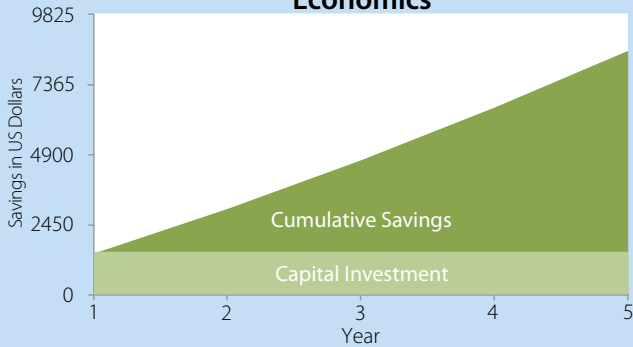 Economics
9825
7365
4900
2450
0
Savings in US Dollars
Cumulative Savings
Capital Investment
1 2 3 4 5
Year